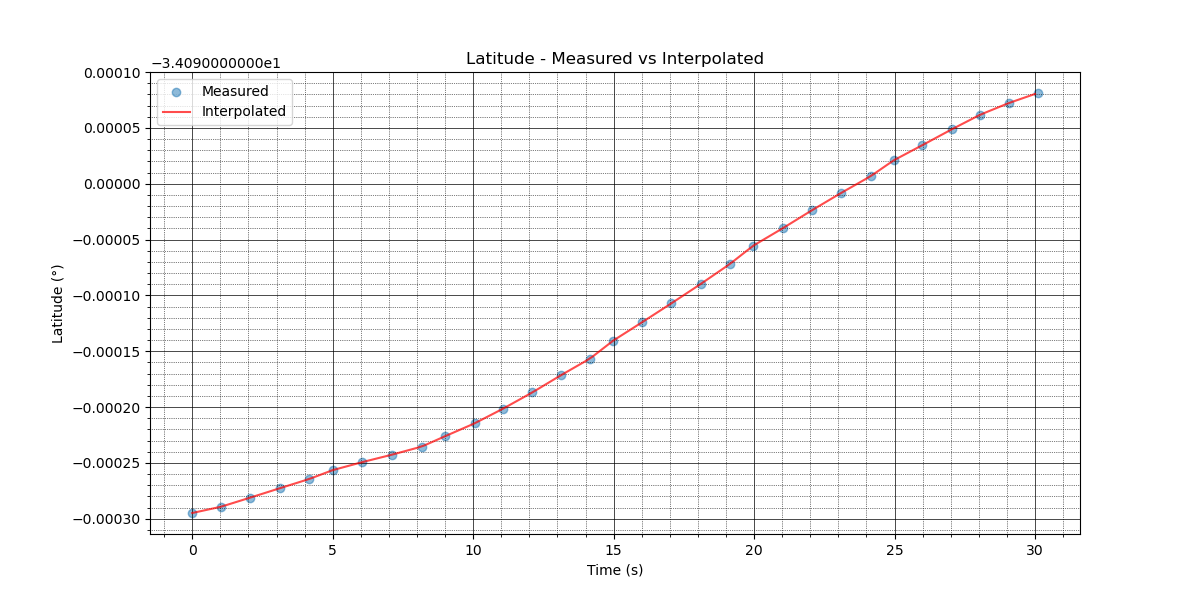 Latitude - Measured vs Interpolated
−3.4090000000e1
Measured
Interpolated
0.00010
0.00005
0.00000
−0.00005
−0.00010
−0.00015
−0.00020
−0.00025
−0.00030
Latitude (°)
0 5 10 15 20 25 30
Time (s)